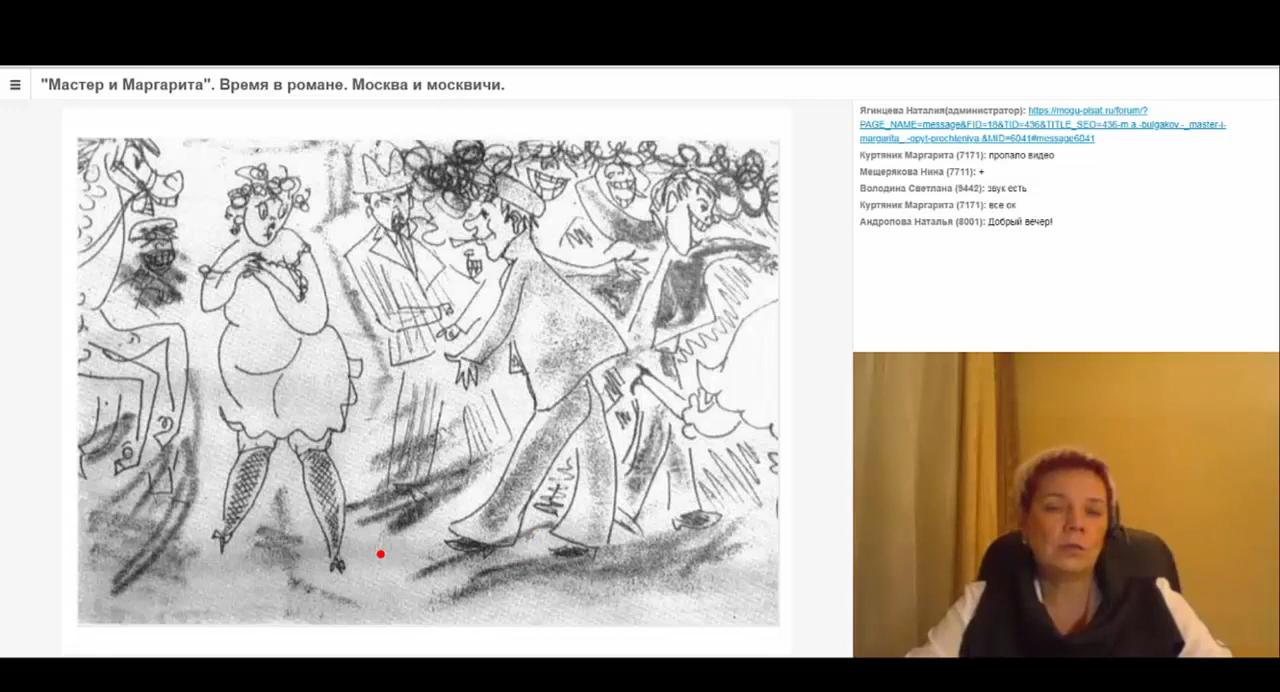 "Мастер и Маргарита". Время в романе. Москва и москвичи.
Ягинцева Наталия(администратор): https://mogu-pisat.ru/forum/?
PAGE_NAME=message&FID=18&TID=436&TITLE_SEO=436-m.a.-bulgakov.-_master-i-
margarita_.-opyt-prochteniya.&MID=6041#message6041
Куртяник Маргарита (7171): пропало видео
Мещерякова Нина (7711): +
Володина Светлана (9442): звук есть
Куртяник Маргарита (7171): все ок
Андропова Наталья (8001): Добрый вечер!